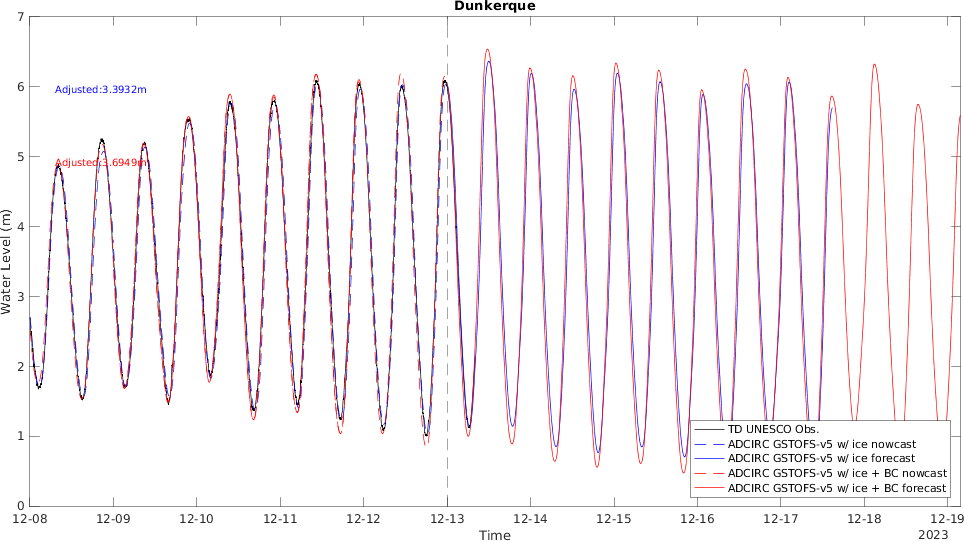 Dunkerque
7
6
5
4
3
2
1
0
Water Level (m)
Adjusted:3.3932m
Adjusted:3.6949m
TD UNESCO Obs.
ADCIRC GSTOFS-v5 w/ ice nowcast
ADCIRC GSTOFS-v5 w/ ice forecast
ADCIRC GSTOFS-v5 w/ ice + BC nowcast
ADCIRC GSTOFS-v5 w/ ice + BC forecast
12-08 12-09 12-10 12-11 12-12 12-13 12-14 12-15 12-16 12-17 12-18 12-19
Time
2023